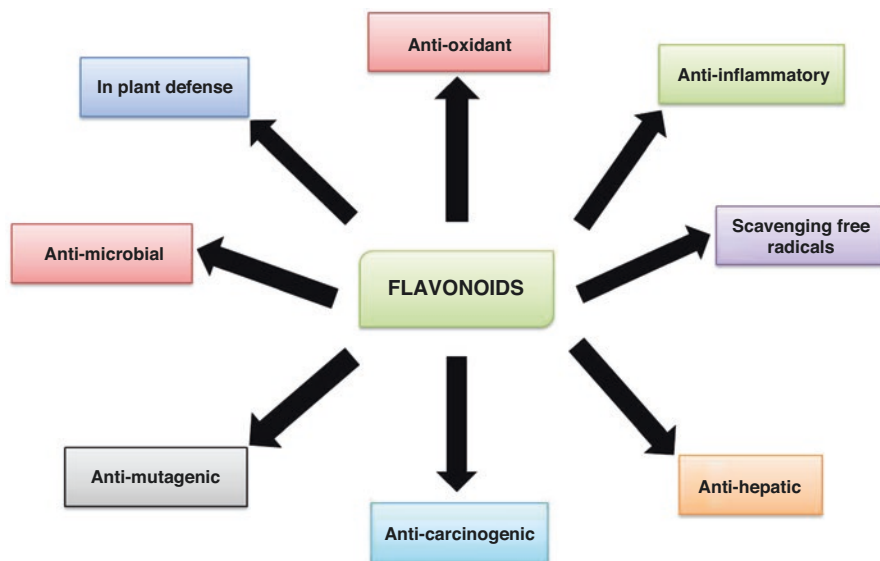 Anti-oxidant
In plant defense
Anti-inflammatory
Scavenging free
radicals
Anti-microbial
FLAVONOIDS
Anti-mutagenic
Anti-hepatic
Anti-carcinogenic